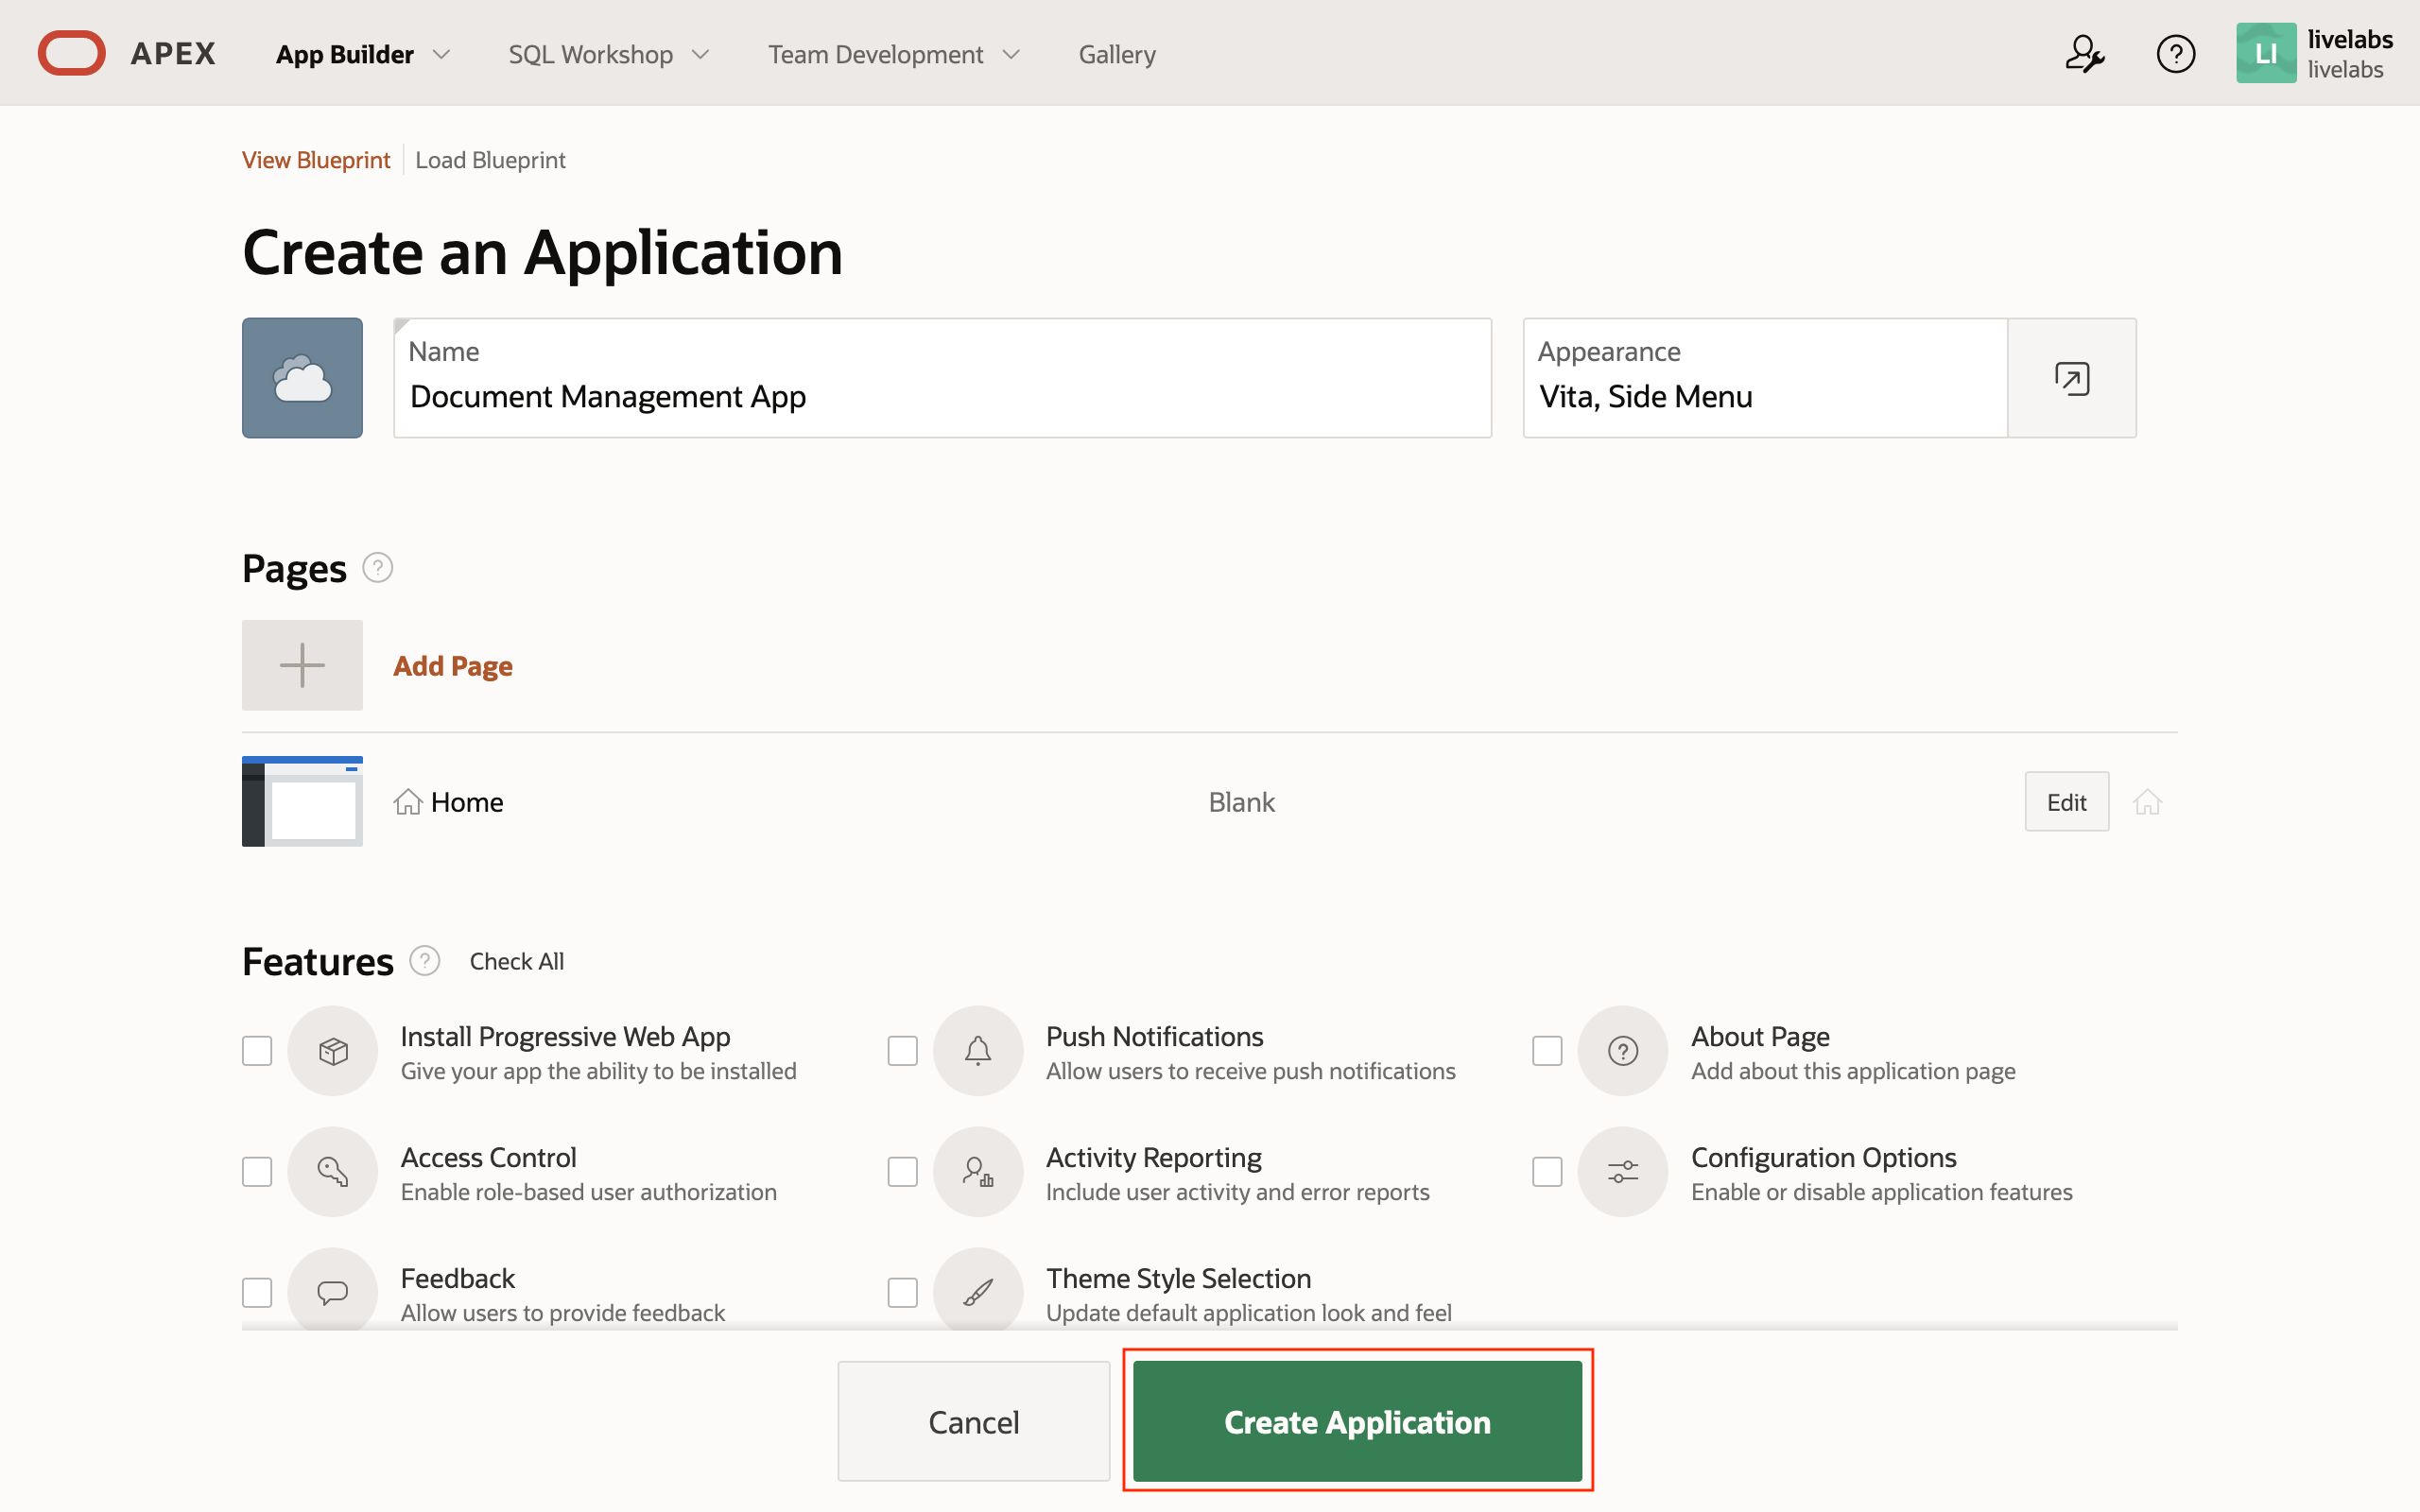 APEX App Builder SQL Workshop Team Development Gallery ? LI livelabs
livelabs
View Blueprint Load Blueprint
Create an Application
Name
Document Management App
Appearance
Vita, Side Menu
Pages ?
Add Page
Home Blank Edit
Features ? Check All
Install Progressive Web App
Give your app the ability to be installed
Push Notifications
Allow users to receive push notifications
? About Page
Add about this application page
Access Control
Enable role-based user authorization
Activity Reporting
Include user activity and error reports
Configuration Options
Enable or disable application features
Feedback
Allow users to provide feedback
Theme Style Selection
Update default application look and feel
Cancel Create Application